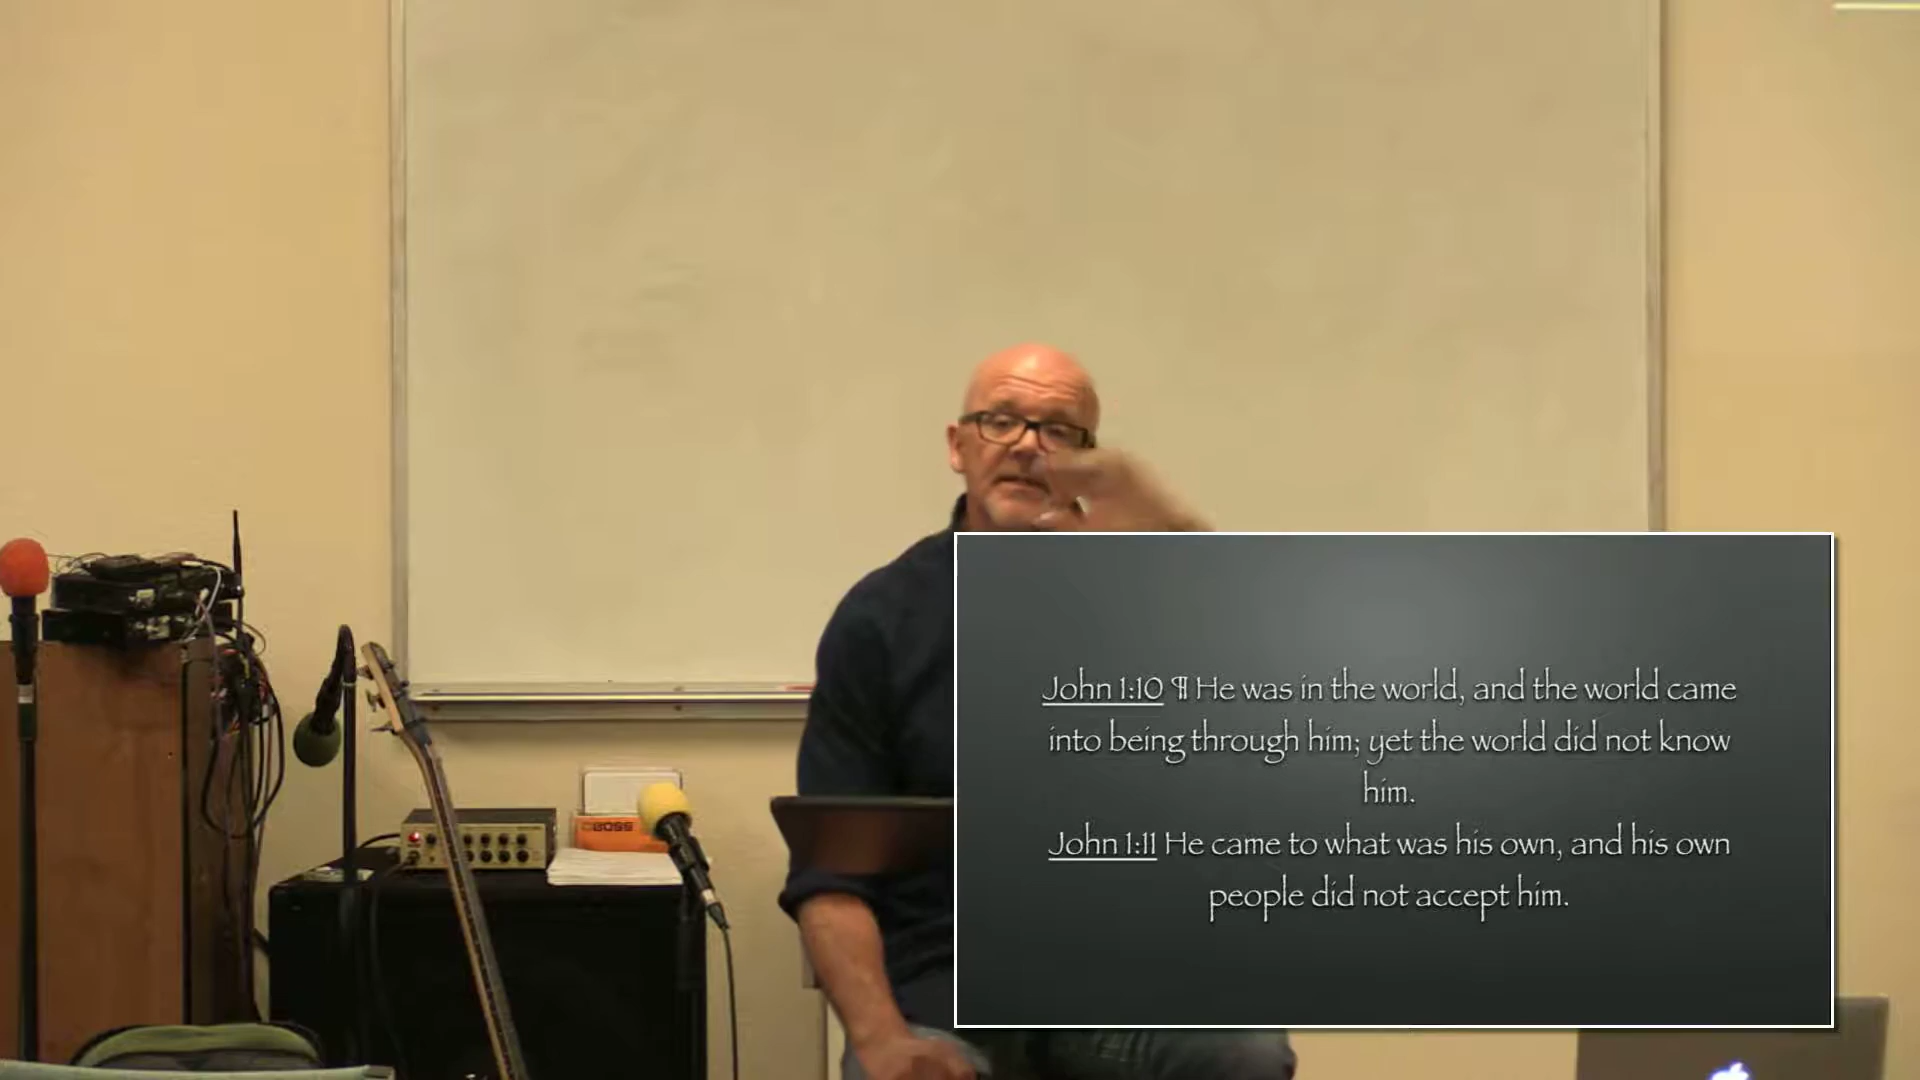 BOSS
John 1:10 ¶ He was in the world, and the world came
into being through him; yet the world did not know
him.
John 1:11 He came to what was his own, and his own
people did not accept him.